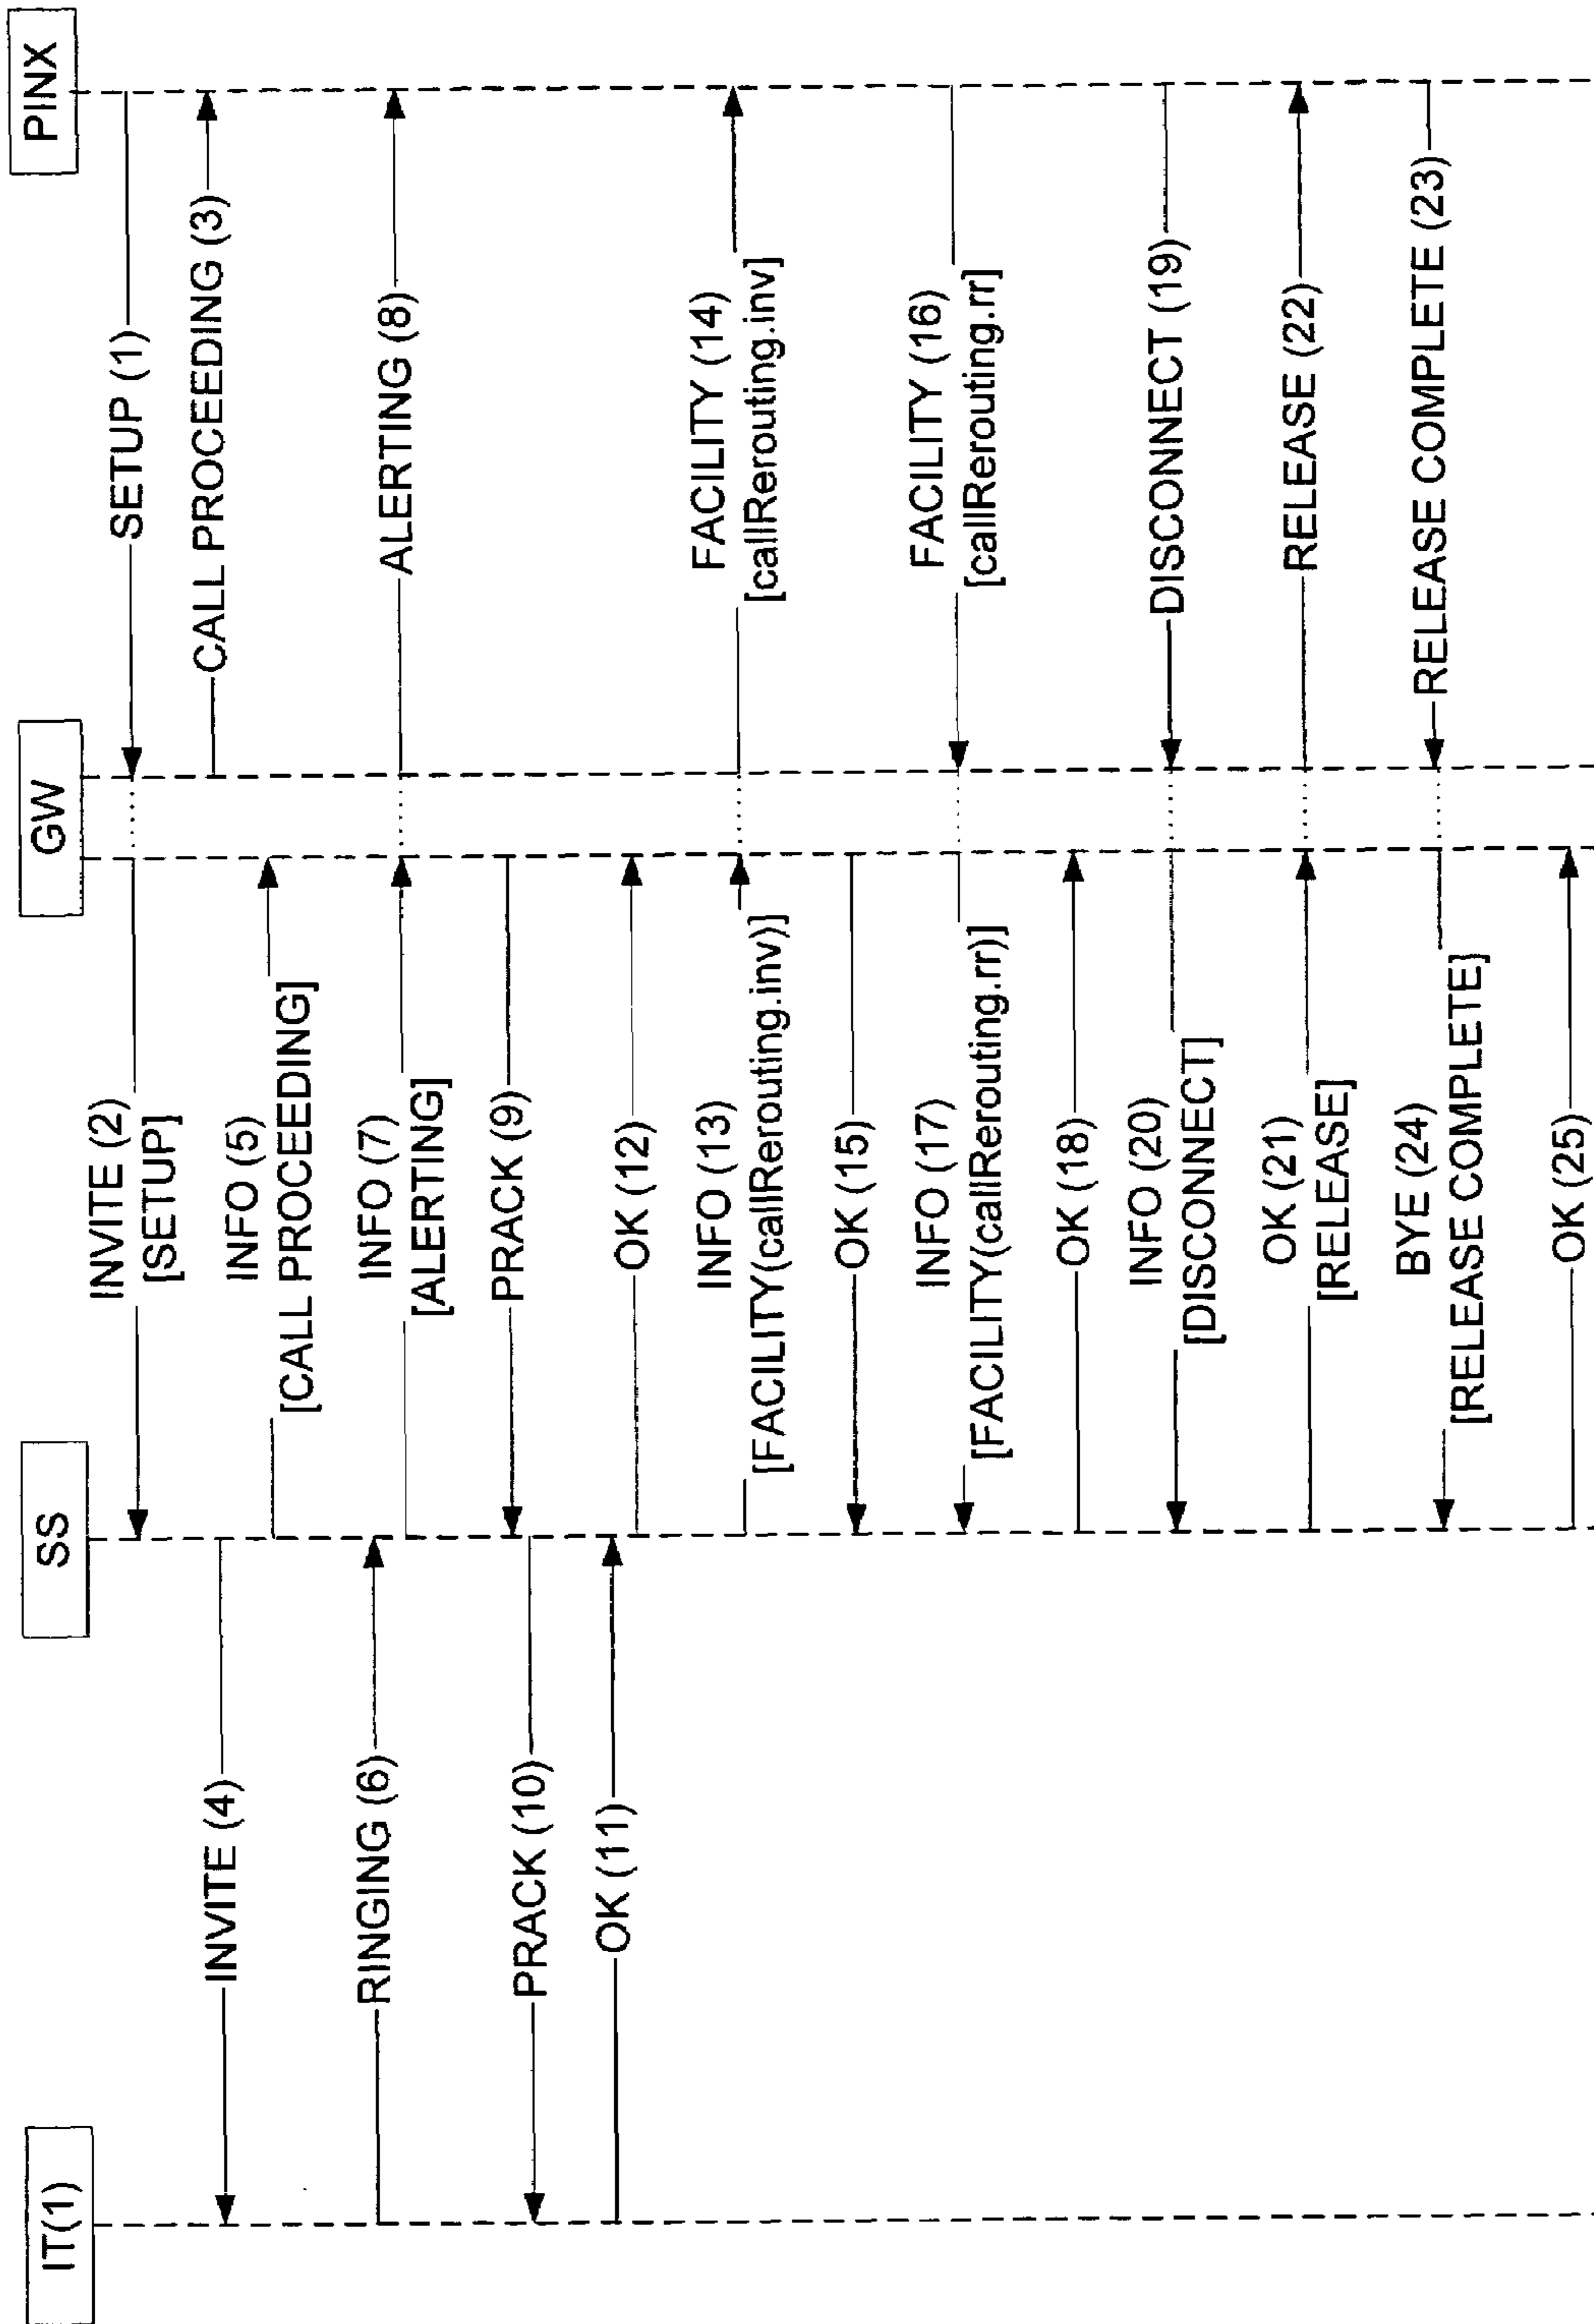 IT(1)
SS
GW
PINX
SETUP (1)
INVITE (2)
[SETUP]
CALL PROCEEDING (3)
INVITE (4)
INFO (5)
[CALL PROCEEDING]
RINGING (6)
INFO (7)
[ALERTING]
ALERTING (8)
PRACK (9)
PRACK (10)
OK (11)
OK (12)
INFO (13)
[FACILITY(callRerouting.inv)]
FACILITY (14)
[callRerouting.inv]
OK (15)
FACILITY (16)
[callRerouting.rr]
INFO (17)
[FACILITY(callRerouting.rr)]
OK (18)
DISCONNECT (19)
INFO (20)
[DISCONNECT]
OK (21)
[RELEASE]
RELEASE (22)
RELEASE COMPLETE (23)
BYE (24)
[RELEASE COMPLETE]
OK (25)